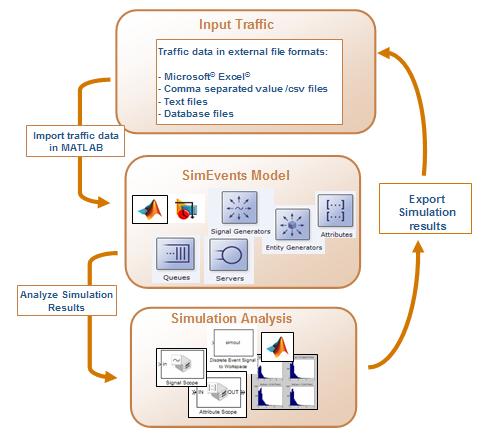 Input Traffic
Traffic data in external file formats:
- Microsoft© Excel©
- Comma separated value /csv files
- Text files
- Database files
Import traffic data
in MATLAB
SimEvents Model
Signal Generators
Entity Generators
Attributes
Queues
Servers
Export
Simulation
results
Analyze Simulation
Results
Simulation Analysis
simout
Discrete Event Signal
to Workspace
In
Signal Scope
IN
OUT
Attribute Scope